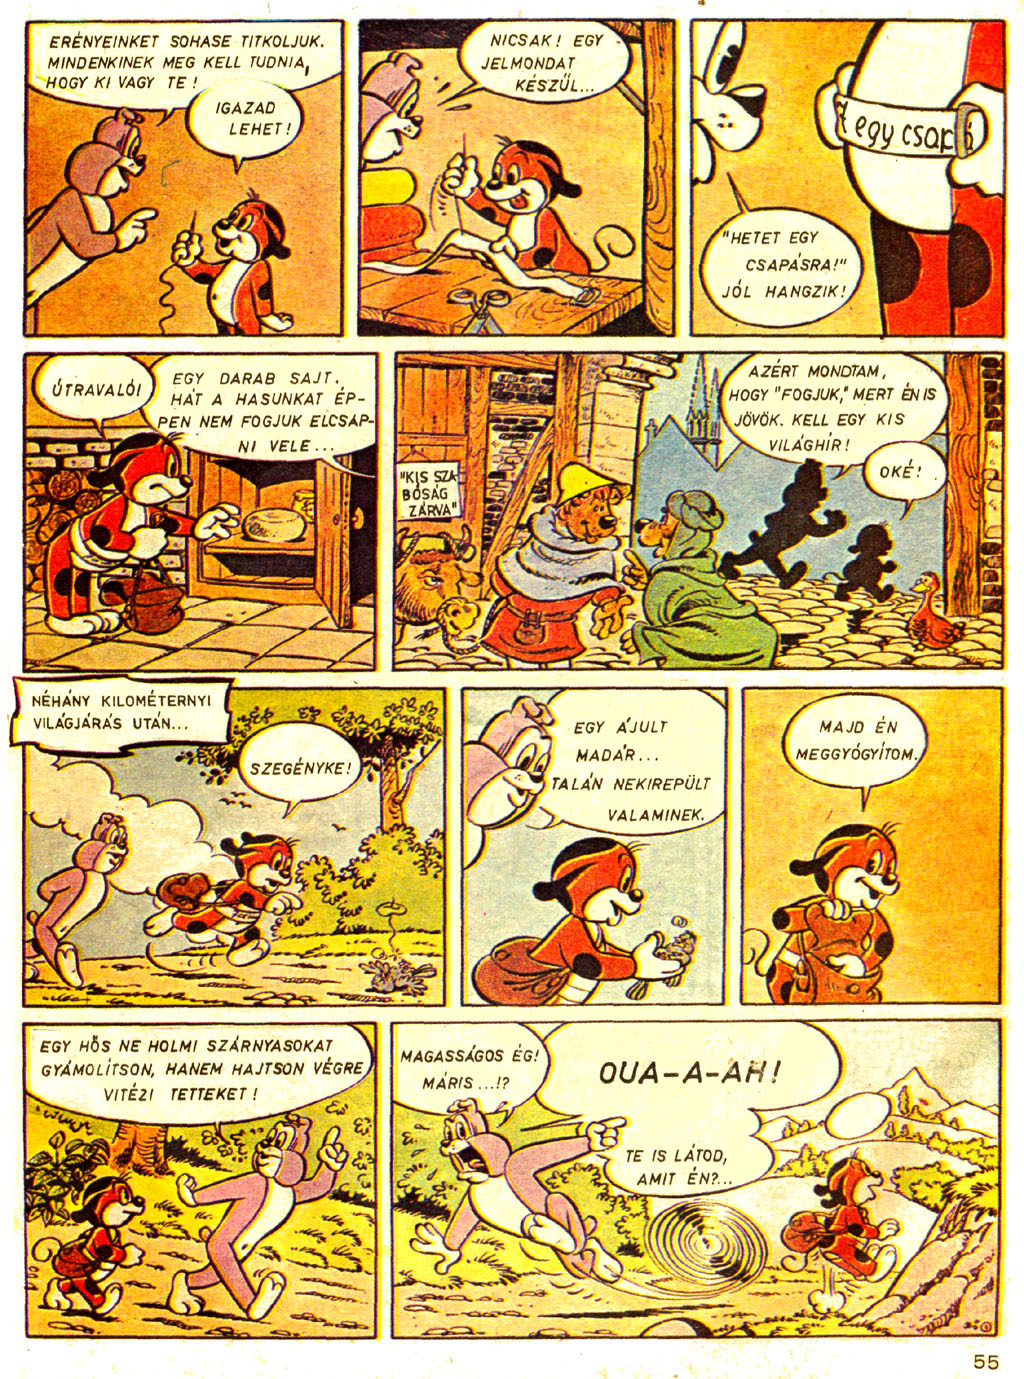 ERÉNYEINKET SOHASE TITKOLJUK.
MINDENKINEK MEG KELL TUDNIA,
HOGY KI VAGY TE!
IGAZAD
LEHET!
NICSAK! EGY
JELMONDAT
KÉSZŰL...
7 egy csapá
"HETET EGY
CSAPÁSRA!"
JÓL HANGZIK!
ÚTRAVALÓ!
EGY DARAB SAJT.
HÁT A HASUNKAT ÉP-
PEN NEM FOGJUK ELCSAP-
NI VELE...
"KIS SZA-
BÓSÁG
ZÁRVA"
AZÉRT MONDTAM,
HOGY "FOGJUK," MERT ÉN IS
JÖVÖK. KELL EGY KIS
VILÁGHÍR!
OKÉ!
NÉHÁNY KILOMÉTERNYI
VILÁGJÁRÁS UTÁN...
SZEGÉNYKE!
EGY ÁJULT
MADÁR...
TALÁN NEKIREPÜLT
VALAMINEK.
MAJD ÉN
MEGGYÓGYÍTOM.
EGY HŐS NE HOLMI SZÁRNYASOKAT
GYÁMOLÍTSON, HANEM HAJTSON VÉGRE
VITÉZI TETTEKET!
MAGASSÁGOS ÉG!
MÁRIS...!?
OUA-A-AH!
TE IS LÁTOD,
AMIT ÉN?..
55